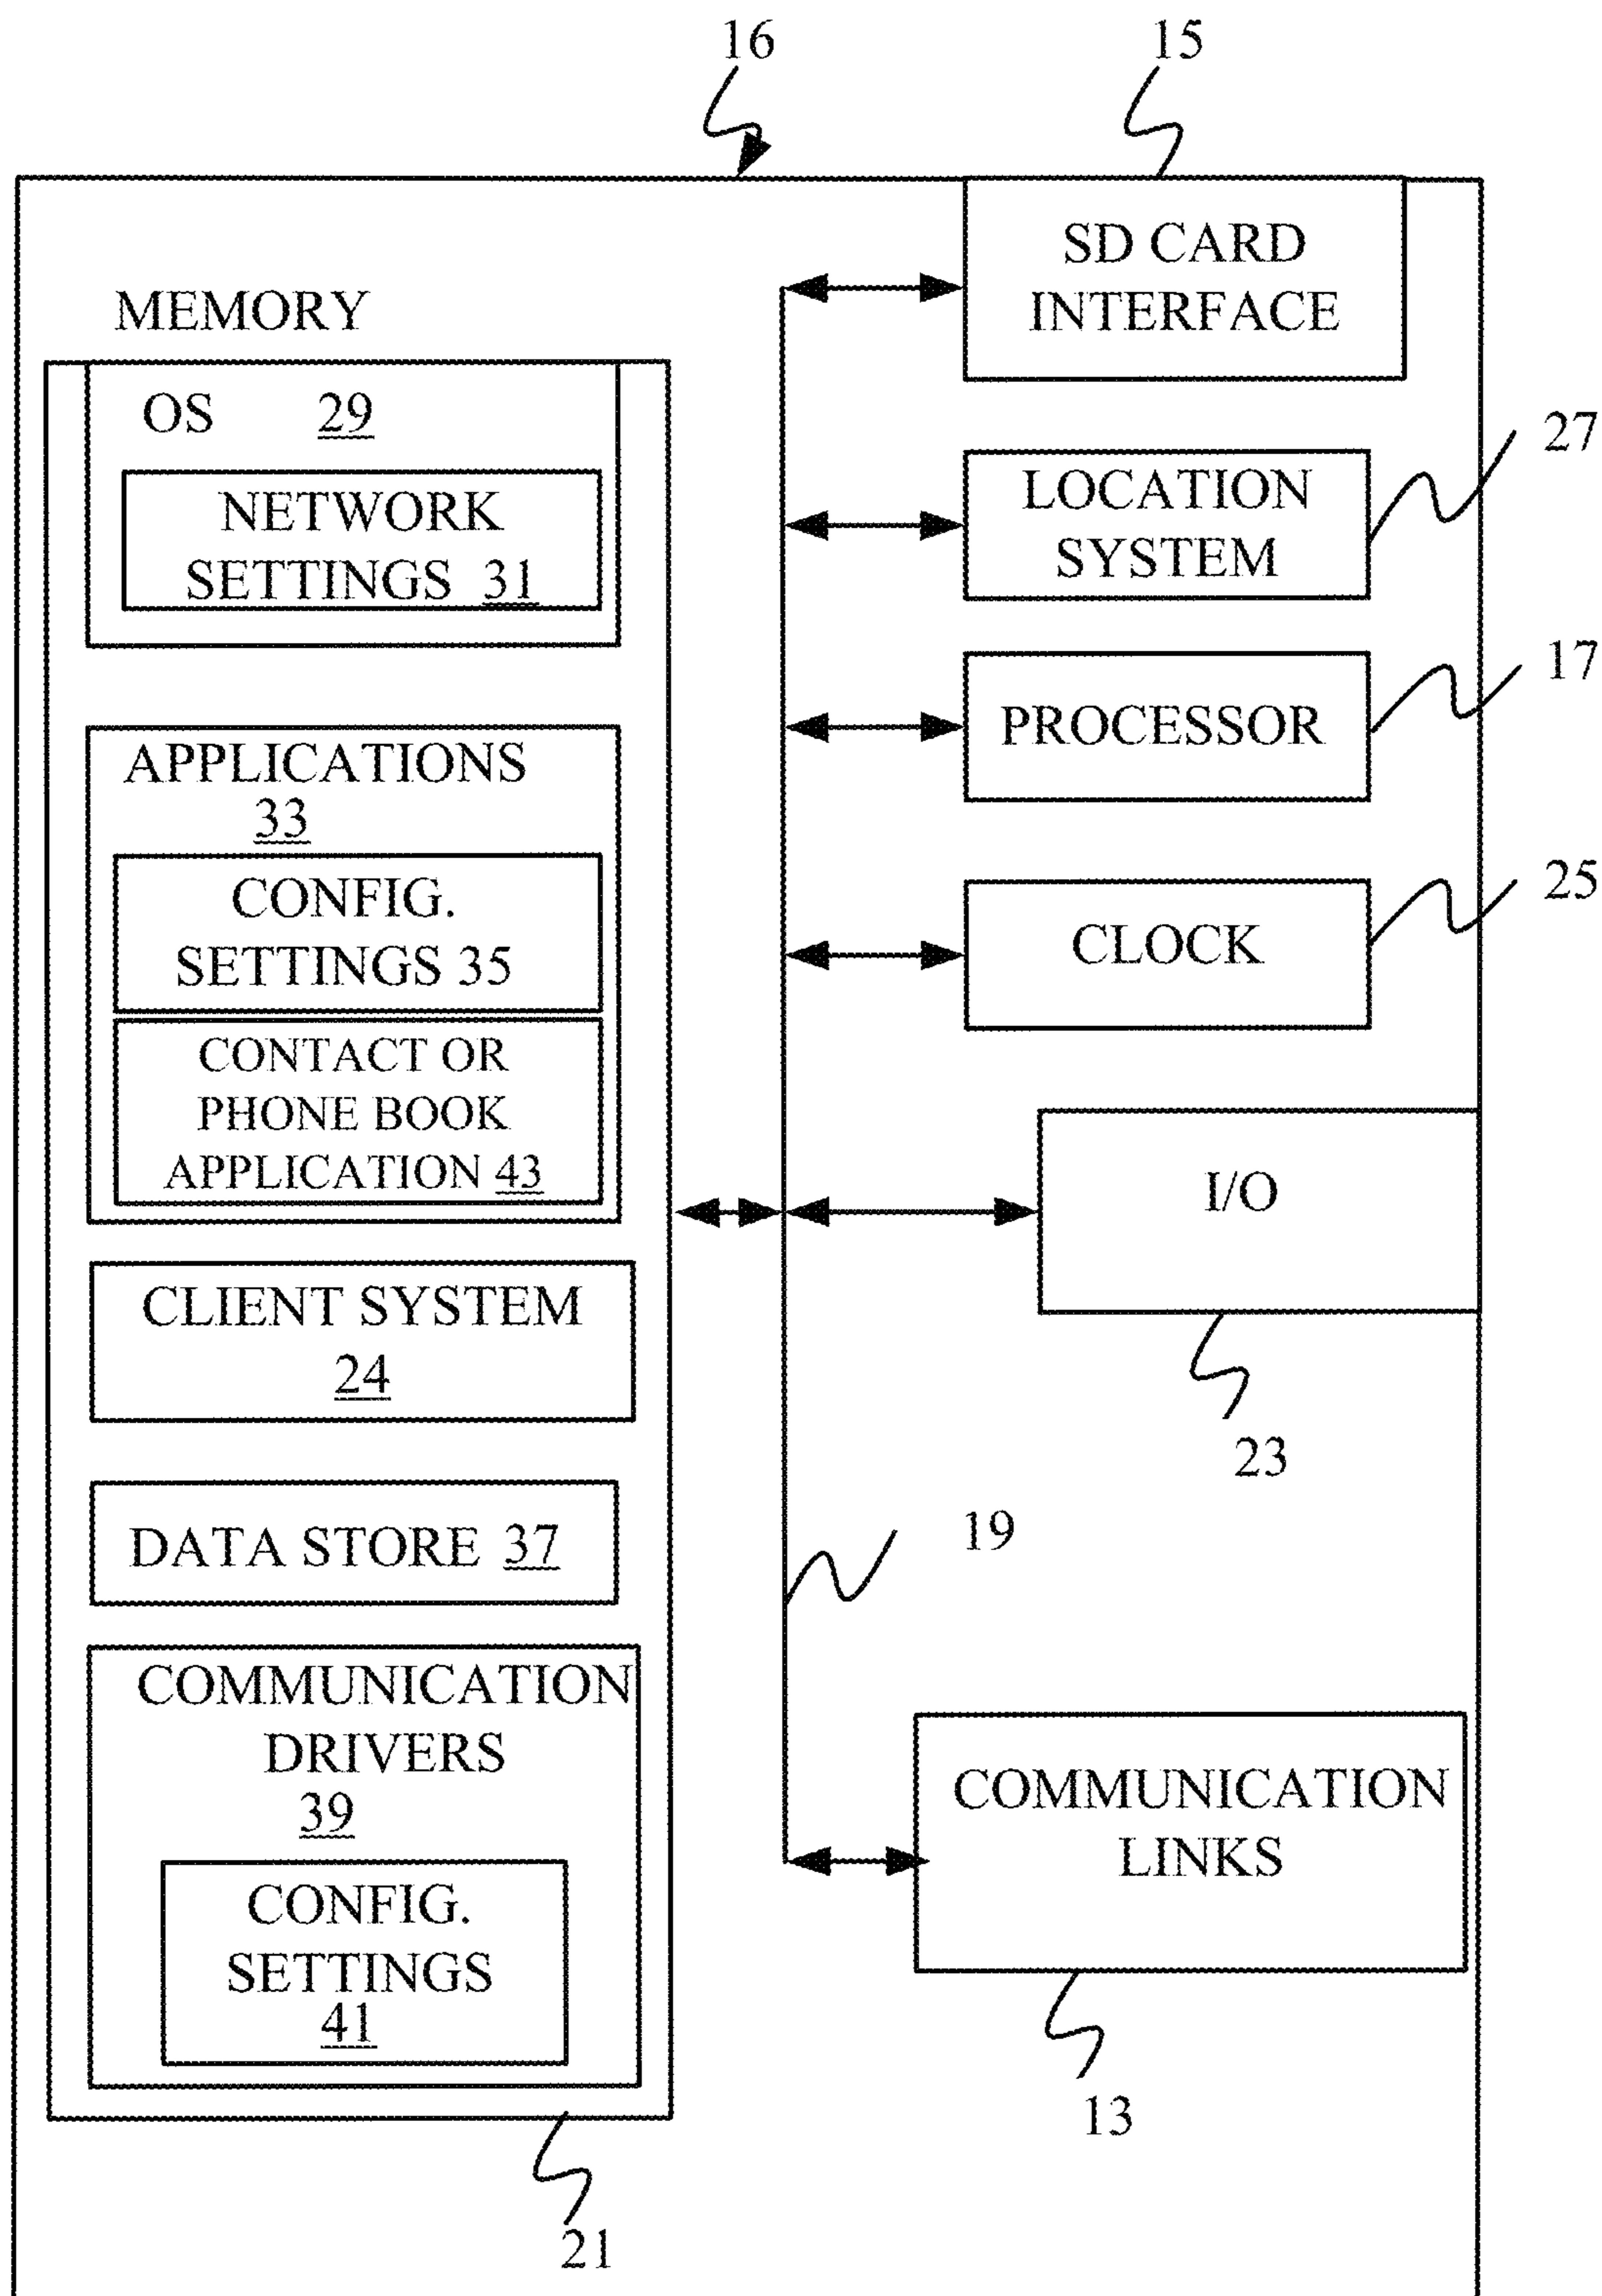 16
15
SD CARD
INTERFACE
MEMORY
OS 29
NETWORK
SETTINGS 31
27
LOCATION
SYSTEM
17
PROCESSOR
APPLICATIONS
33
CONFIG.
SETTINGS 35
25
CLOCK
CONTACT OR
PHONE BOOK
APPLICATION 43
I/O
23
CLIENT SYSTEM
24
DATA STORE 37
19
COMMUNICATION
DRIVERS
39
CONFIG.
SETTINGS
41
COMMUNICATION
LINKS
13
21